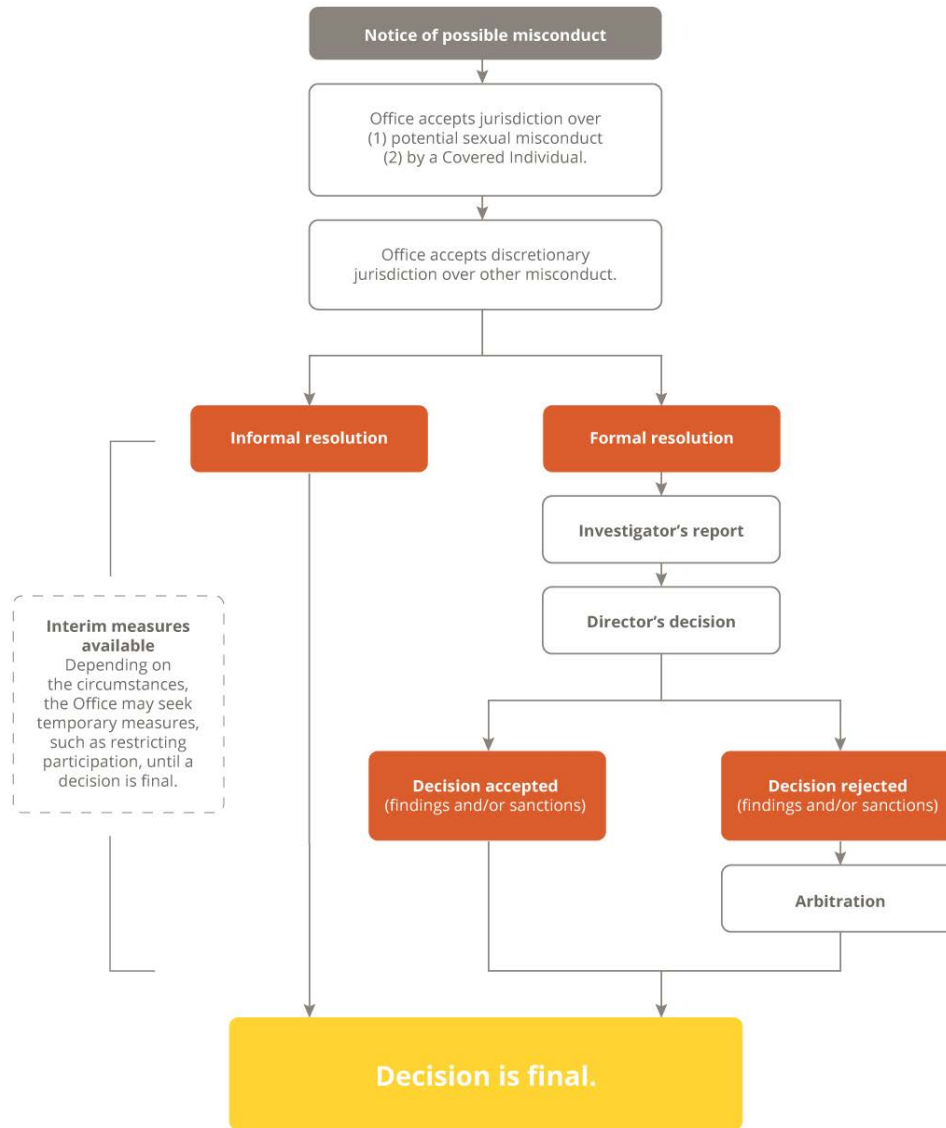 Notice of possible misconduct
Office accepts jurisdiction over
(1) potential sexual misconduct
(2) by a Covered Individual.
Office accepts discretionary
jurisdiction over other misconduct.
Informal resolution
Formal resolution
Investigator’s report
Director’s decision
Interim measures
available
Depending on
the circumstances,
the Office may seek
temporary measures,
such as restricting
participation, until a
decision is final.
Decision accepted
(findings and/or sanctions)
Decision rejected
(findings and/or sanctions)
Arbitration
Decision is final.